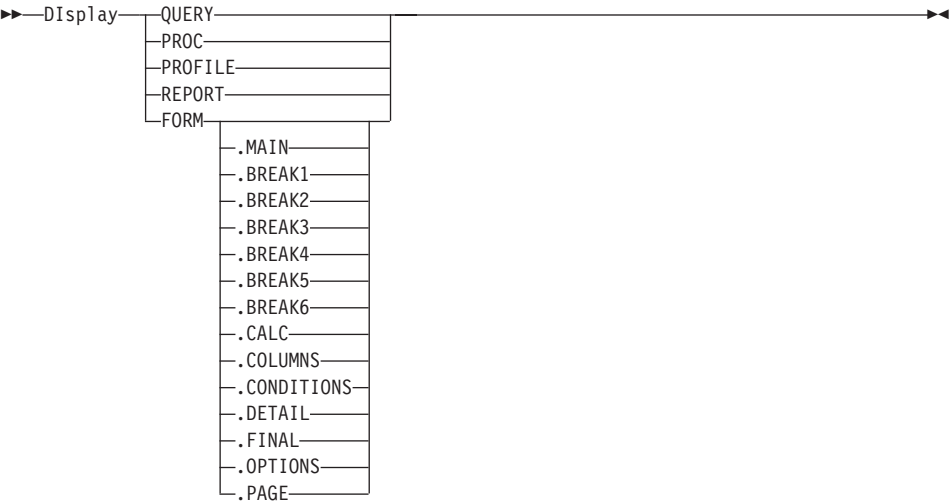 DIsplay QUERY
PROC
PROFILE
REPORT
FORM
.MAIN
.BREAK1
.BREAK2
.BREAK3
.BREAK4
.BREAK5
.BREAK6
.CALC
.COLUMNS
.CONDITIONS
.DETAIL
.FINAL
.OPTIONS
.PAGE